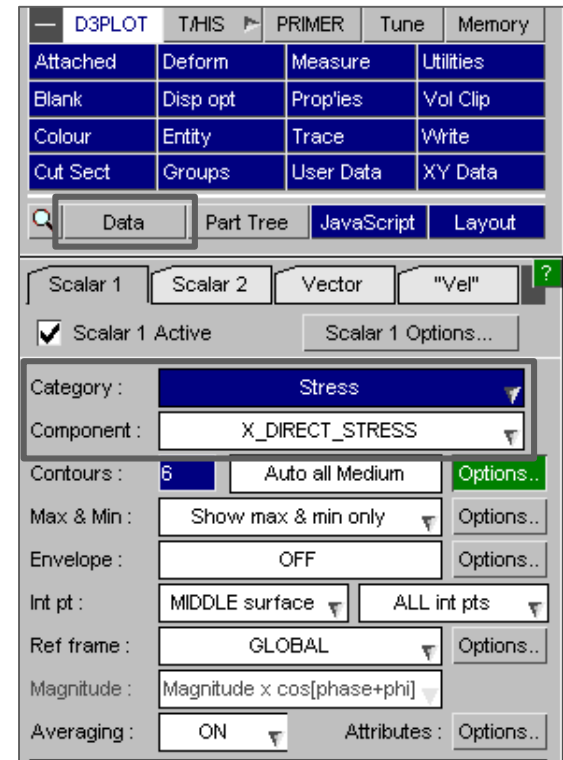 D3PLOT T/HIS PRIMER Tune Memory
Attached Deform Measure Utilities
Blank Disp opt Prop'ies Vol Clip
Colour Entity Trace Write
Cut Sect Groups User Data XY Data
Data Part Tree JavaScript Layout
Scalar 1 Scalar 2 Vector "Vel" ?
Scalar 1 Active Scalar 1 Options...
Category : Stress
Component : X_DIRECT_STRESS
Contours : 6 Auto all Medium Options..
Max & Min : Show max & min only Options..
Envelope : OFF Options..
Int pt : MIDDLE surface ALL int pts
Ref frame : GLOBAL Options..
Magnitude : Magnitude x cos[phase+phi]
Averaging : ON Attributes : Options..